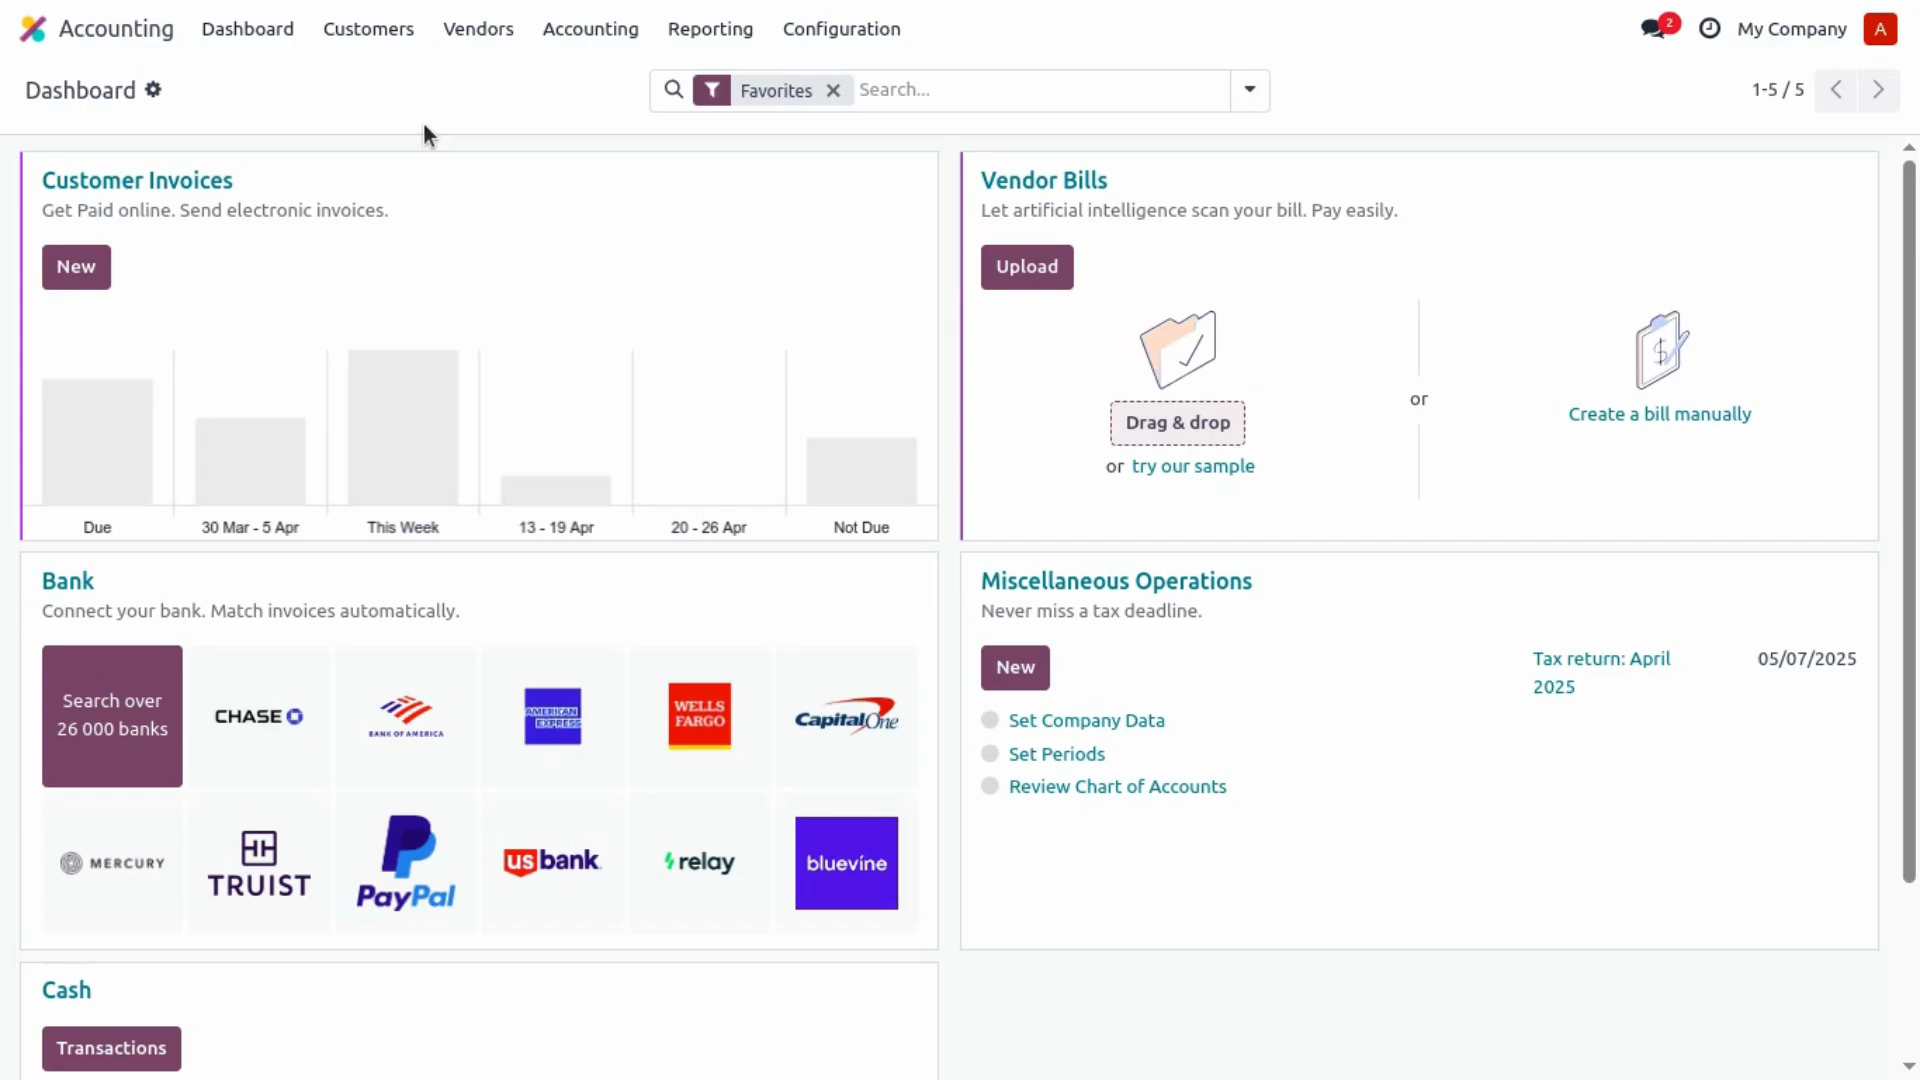 Accounting Dashboard Customers Vendors Accounting Reporting Configuration 2 My Company A
Dashboard Favorites Search... 1-5 / 5
Customer Invoices
Get Paid online. Send electronic invoices.
New
Due 30 Mar - 5 Apr This Week 13 - 19 Apr 20 - 26 Apr Not Due
Vendor Bills
Let artificial intelligence scan your bill. Pay easily.
Upload
Drag & drop
or try our sample
or
$
Create a bill manually
Bank
Connect your bank. Match invoices automatically.
Search over
26 000 banks
CHASE
BANK OF AMERICA
AMERICAN
EXPRESS
WELLS
FARGO
Capital One
MERCURY
TRUIST
PayPal
usbank
relay
bluevine
Miscellaneous Operations
Never miss a tax deadline.
New
Tax return: April
2025
05/07/2025
Set Company Data
Set Periods
Review Chart of Accounts
Cash
Transactions